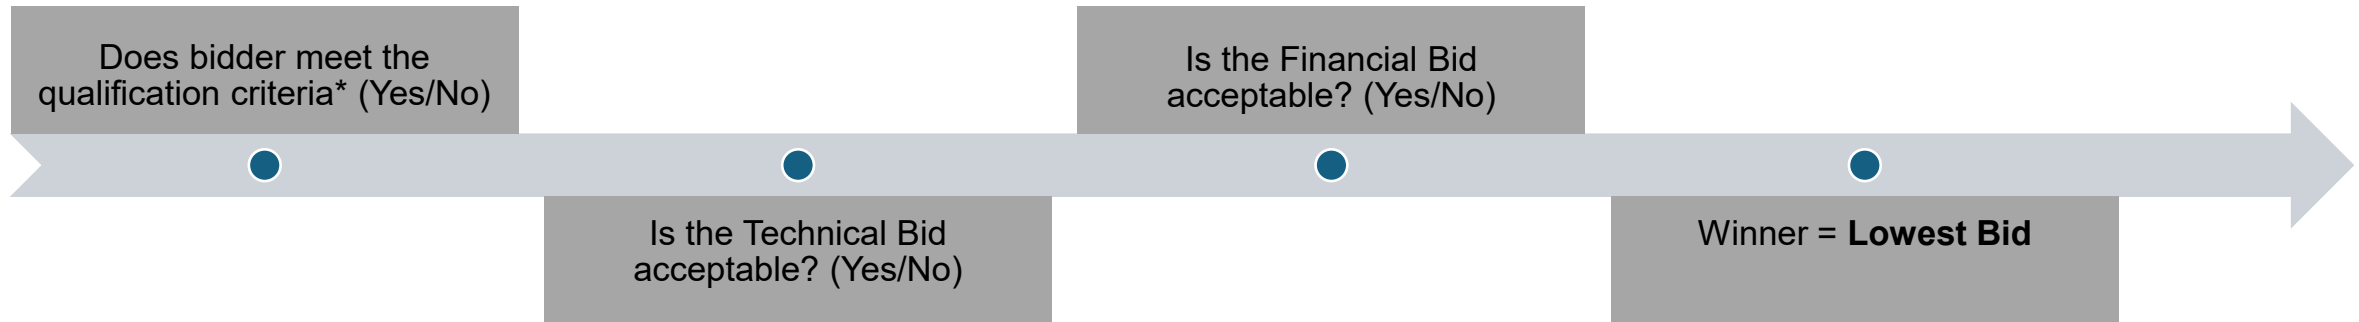 Does bidder meet the
qualification criteria* (Yes/No)
Is the Technical Bid
acceptable? (Yes/No)
Is the Financial Bid
acceptable? (Yes/No)
Winner = Lowest Bid